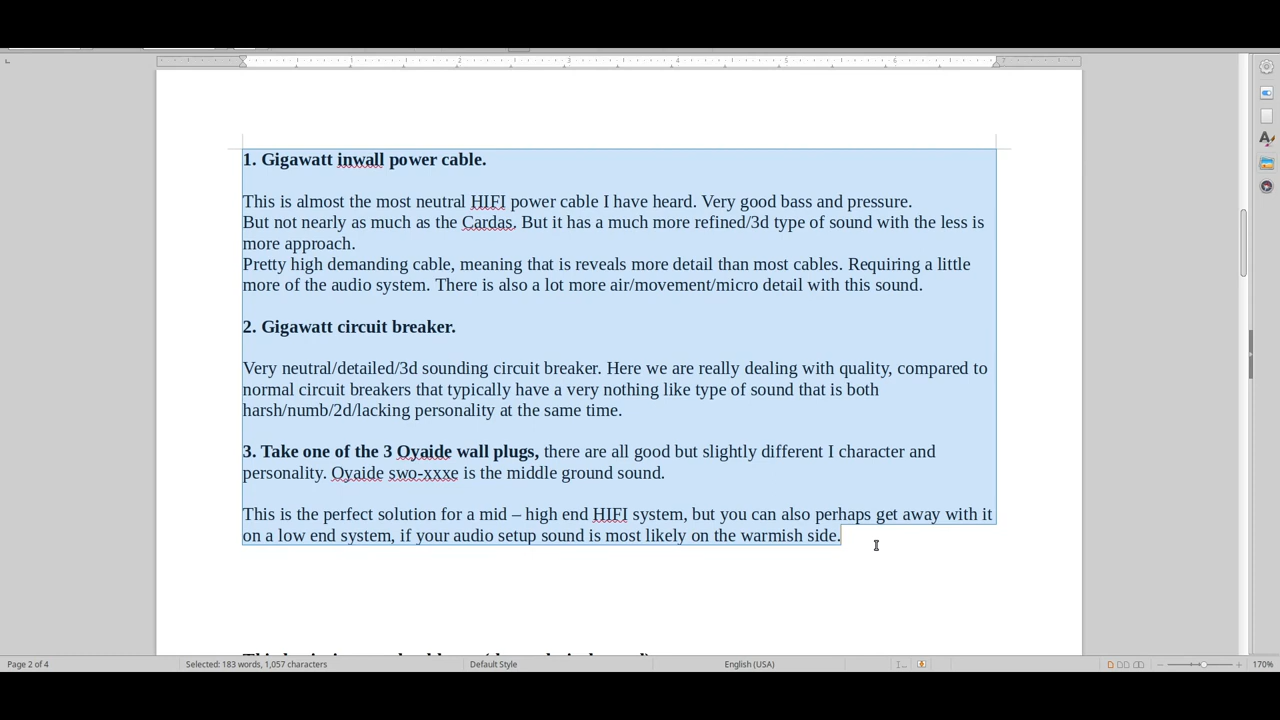 1. Gigawatt inwall power cable.
This is almost the most neutral HIFI power cable I have heard. Very good bass and pressure.
But not nearly as much as the Cardas. But it has a much more refined/3d type of sound with the less is
more approach.
Pretty high demanding cable, meaning that is reveals more detail than most cables. Requiring a little
more of the audio system. There is also a lot more air/movement/micro detail with this sound.
2. Gigawatt circuit breaker.
Very neutral/detailed/3d sounding circuit breaker. Here we are really dealing with quality, compared to
normal circuit breakers that typically have a very nothing like type of sound that is both
harsh/numb/2d/lacking personality at the same time.
3. Take one of the 3 Oyaide wall plugs, there are all good but slightly different I character and
personality. Oyaide swo-xxxe is the middle ground sound.
This is the perfect solution for a mid – high end HIFI system, but you can also perhaps get away with it
on a low end system, if your audio setup sound is most likely on the warmish side.
Page 2 of 4
Selected: 183 words, 1,057 characters
Default Style
English (USA)
170%